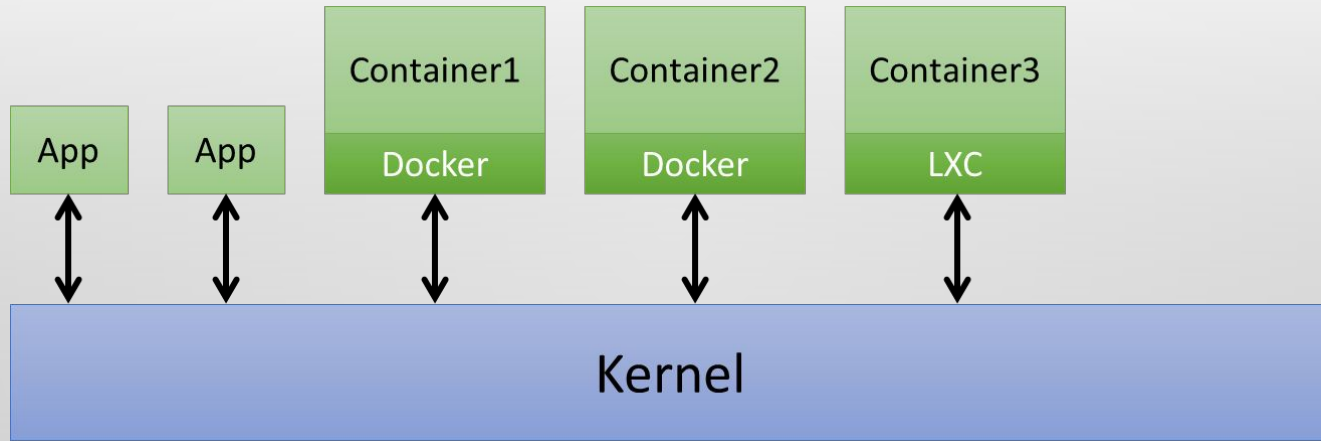 App
App
Container1
Docker
Container2
Docker
Container3
LXC
Kernel